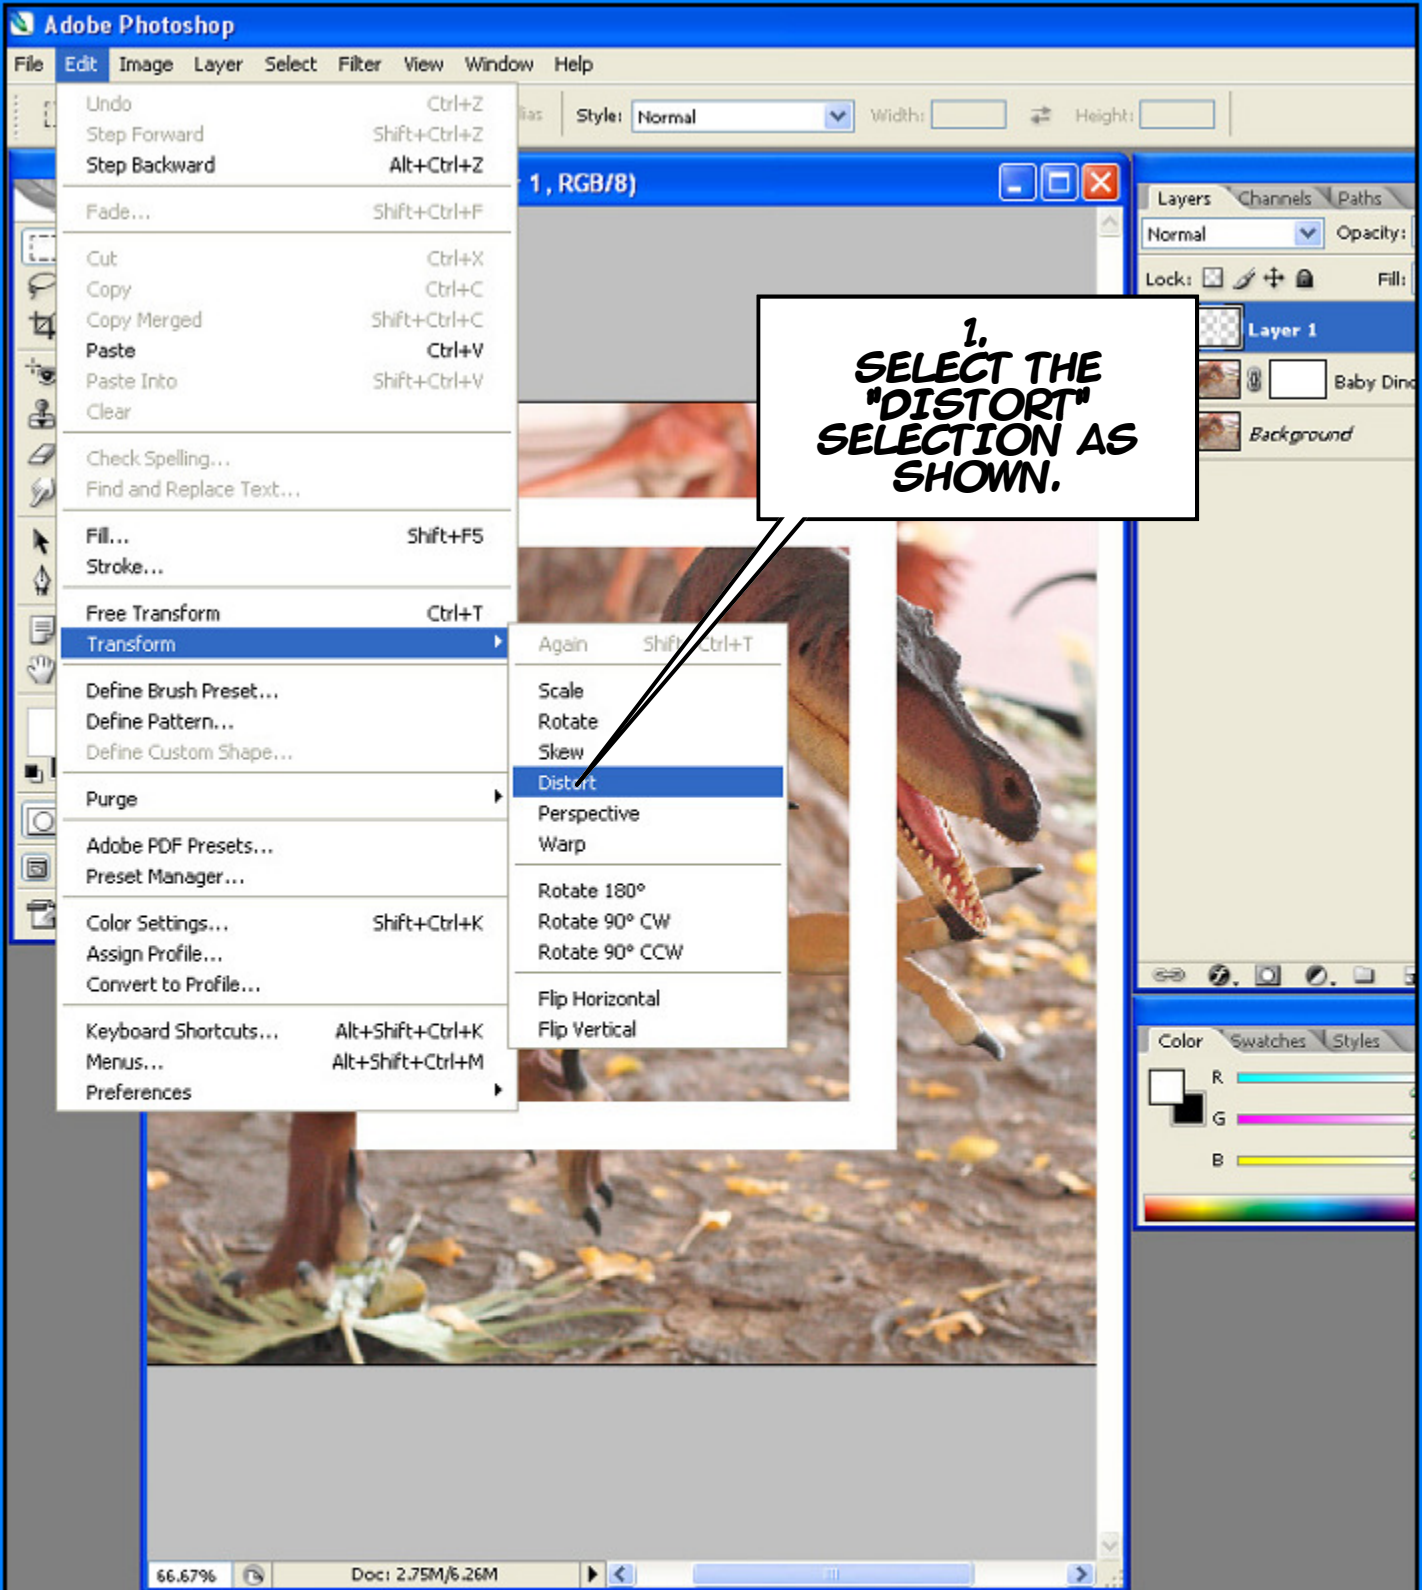 Adobe Photoshop
File Edit Image Layer Select Filter View Window Help
Style: Normal Width: Height:
Undo Ctrl+Z
Step Forward Shift+Ctrl+Z
Step Backward Alt+Ctrl+Z
Fade... Shift+Ctrl+F
Cut Ctrl+X
Copy Ctrl+C
Copy Merged Shift+Ctrl+C
Paste Ctrl+V
Paste Into Shift+Ctrl+V
Clear
Check Spelling...
Find and Replace Text...
Fill... Shift+F5
Stroke...
Free Transform Ctrl+T
Transform
Define Brush Preset...
Define Pattern...
Define Custom Shape...
Purge
Adobe PDF Presets...
Preset Manager...
Color Settings... Shift+Ctrl+K
Assign Profile...
Convert to Profile...
Keyboard Shortcuts... Alt+Shift+Ctrl+K
Menus... Alt+Shift+Ctrl+M
Preferences
Again Shift+Ctrl+T
Scale
Rotate
Skew
Distort
Perspective
Warp
Rotate 180°
Rotate 90° CW
Rotate 90° CCW
Flip Horizontal
Flip Vertical
1, RGB/8)
1.
SELECT THE
"DISTORT"
SELECTION AS
SHOWN.
Layers Channels Paths
Normal Opacity:
Lock: Fill:
Layer 1
Baby Dino
Background
Color Swatches Styles
R
G
B
66.67% Doc: 2.75M/6.26M